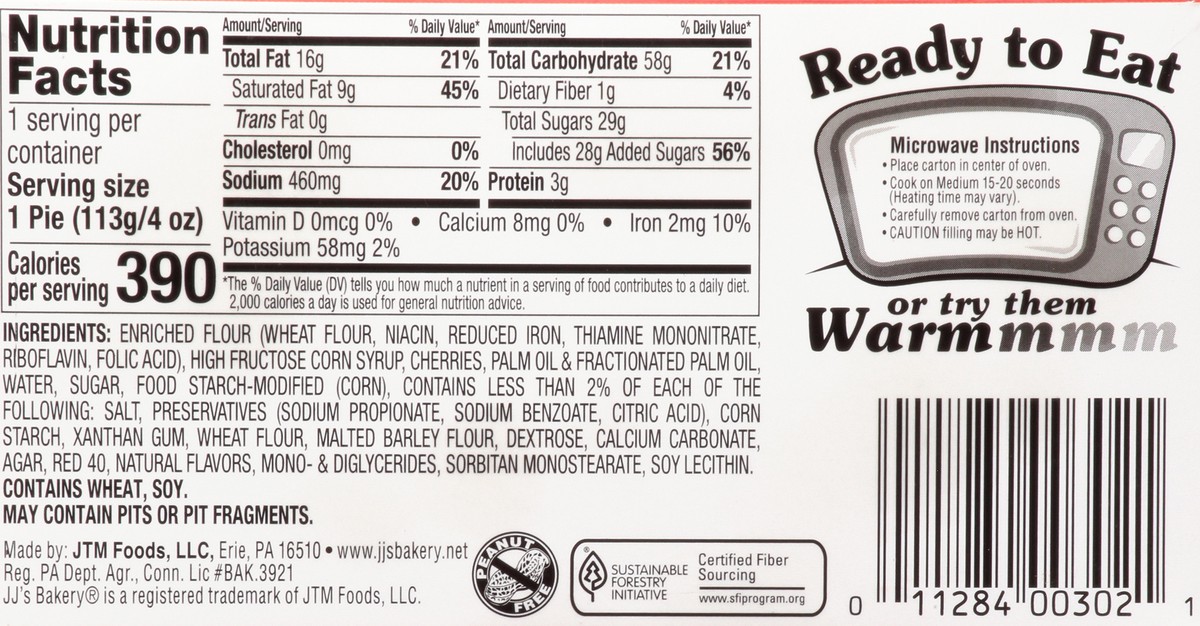 Nutrition
Facts
1 serving per
container
Serving size
1 Pie (113g/4 oz)
Calories
per serving 390
Amount/Serving % Daily Value*
Total Fat 16g 21%
Saturated Fat 9g 45%
Trans Fat 0g
Cholesterol 0mg 0%
Sodium 460mg 20%
Amount/Serving % Daily Value*
Total Carbohydrate 58g 21%
Dietary Fiber 1g 4%
Total Sugars 29g
Includes 28g Added Sugars 56%
Protein 3g
Vitamin D 0mcg 0% • Calcium 8mg 0% • Iron 2mg 10%
Potassium 58mg 2%
*The % Daily Value (DV) tells you how much a nutrient in a serving of food contributes to a daily diet.
2,000 calories a day is used for general nutrition advice.
INGREDIENTS: ENRICHED FLOUR (WHEAT FLOUR, NIACIN, REDUCED IRON, THIAMINE MONONITRATE,
RIBOFLAVIN, FOLIC ACID), HIGH FRUCTOSE CORN SYRUP, CHERRIES, PALM OIL & FRACTIONATED PALM OIL,
WATER, SUGAR, FOOD STARCH-MODIFIED (CORN), CONTAINS LESS THAN 2% OF EACH OF THE
FOLLOWING: SALT, PRESERVATIVES (SODIUM PROPIONATE, SODIUM BENZOATE, CITRIC ACID), CORN
STARCH, XANTHAN GUM, WHEAT FLOUR, MALTED BARLEY FLOUR, DEXTROSE, CALCIUM CARBONATE,
AGAR, RED 40, NATURAL FLAVORS, MONO- & DIGLYCERIDES, SORBITAN MONOSTEARATE, SOY LECITHIN.
CONTAINS WHEAT, SOY.
MAY CONTAIN PITS OR PIT FRAGMENTS.
Made by: JTM Foods, LLC, Erie, PA 16510 • www.jjsbakery.net
Reg. PA Dept. Agr., Conn. Lic #BAK.3921
JJ's Bakery® is a registered trademark of JTM Foods, LLC.
PEANUT
FREE
®
SUSTAINABLE
FORESTRY
INITIATIVE
Certified Fiber
Sourcing
www.sfiprogram.org
Ready to Eat
Microwave Instructions
• Place carton in center of oven.
• Cook on Medium 15-20 seconds
(Heating time may vary).
• Carefully remove carton from oven.
• CAUTION filling may be HOT.
or try them
Warmmmm
0 11284 00302 1